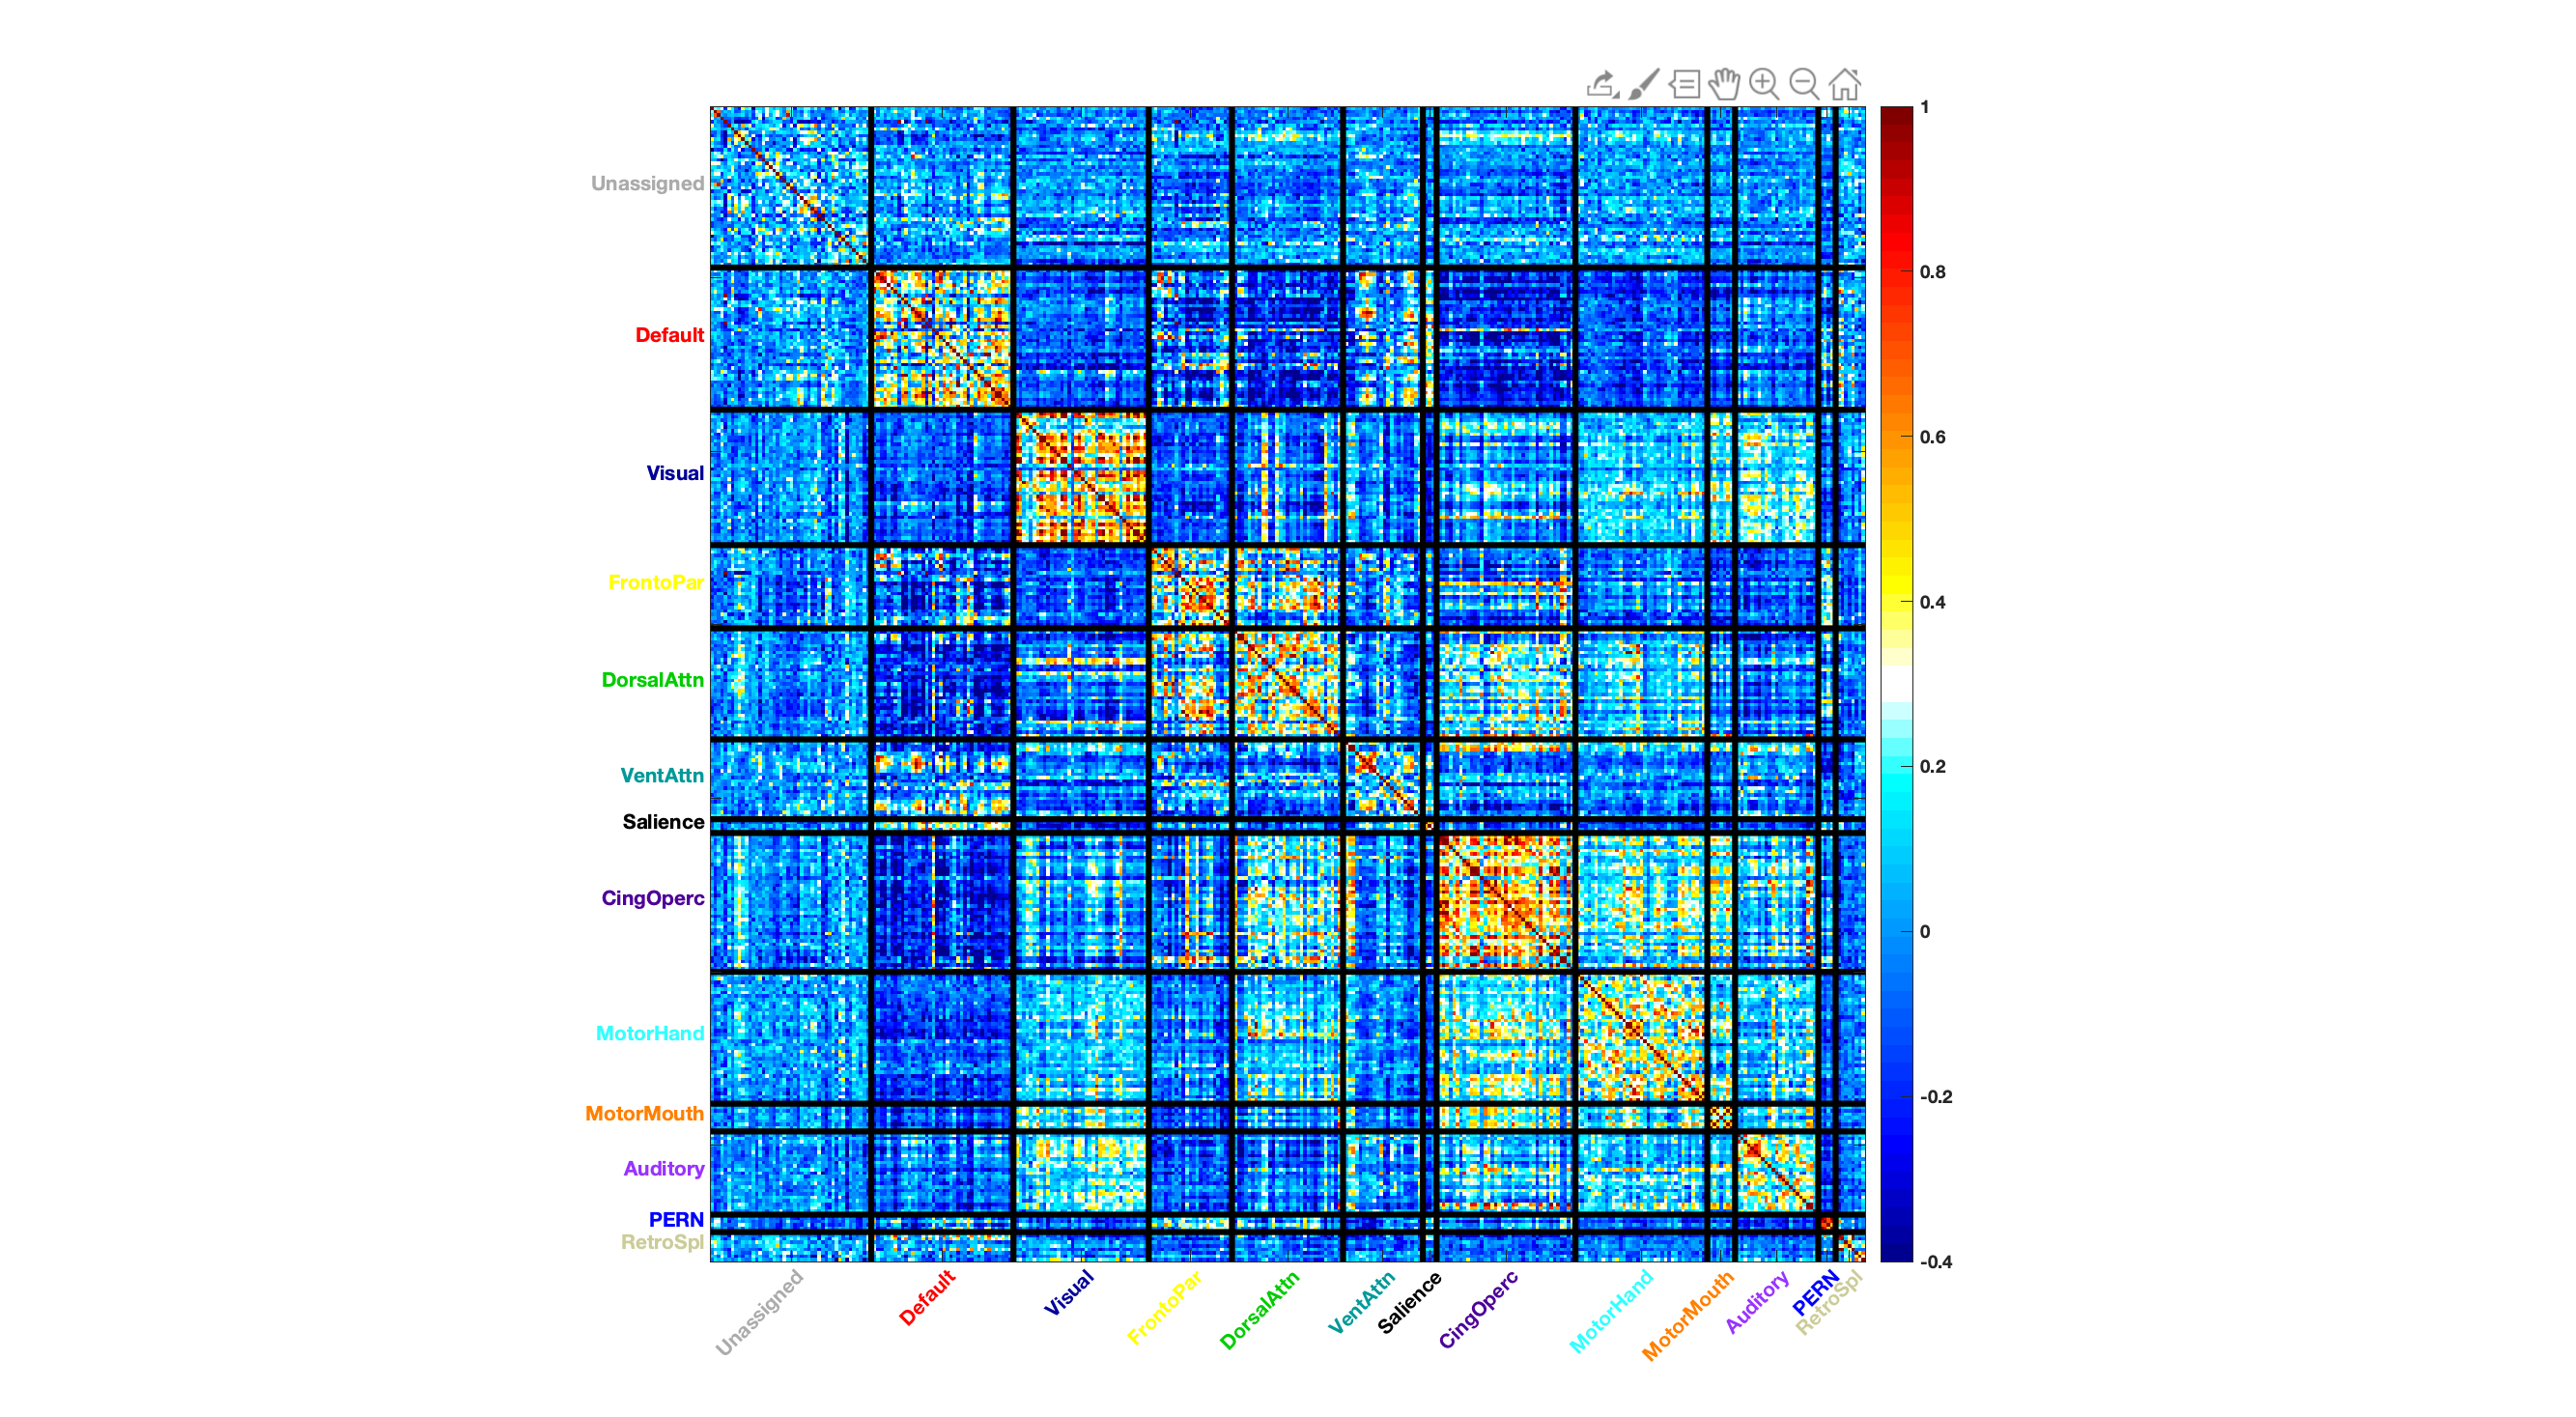 Unassigned
Default
Visual
FrontoPar
DorsalAttn
VentAttn
Salience
CingOperc
MotorHand
MotorMouth
Auditory
PERN
RetroSpl
Unassigned
Default
Visual
FrontoPar
DorsalAttn
VentAttn
Salience
CingOperc
MotorHand
MotorMouth
Auditory
PERN
RetroSpl
1
0.8
0.6
0.4
0.2
0
-0.2
-0.4